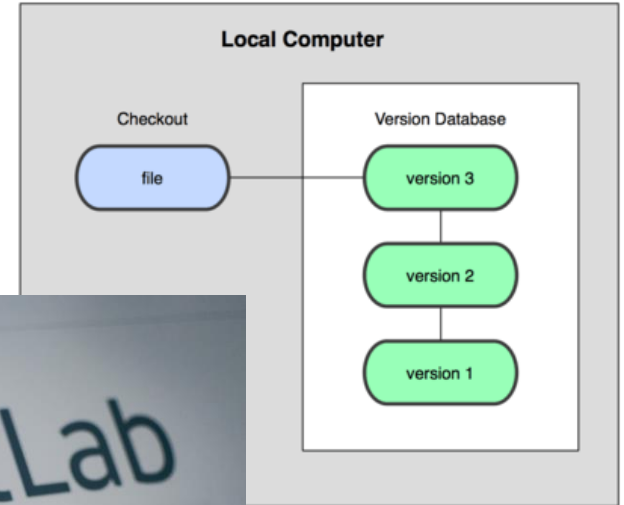 Local Computer
Checkout
Version Database
file
version 3
version 2
version 1
Lab